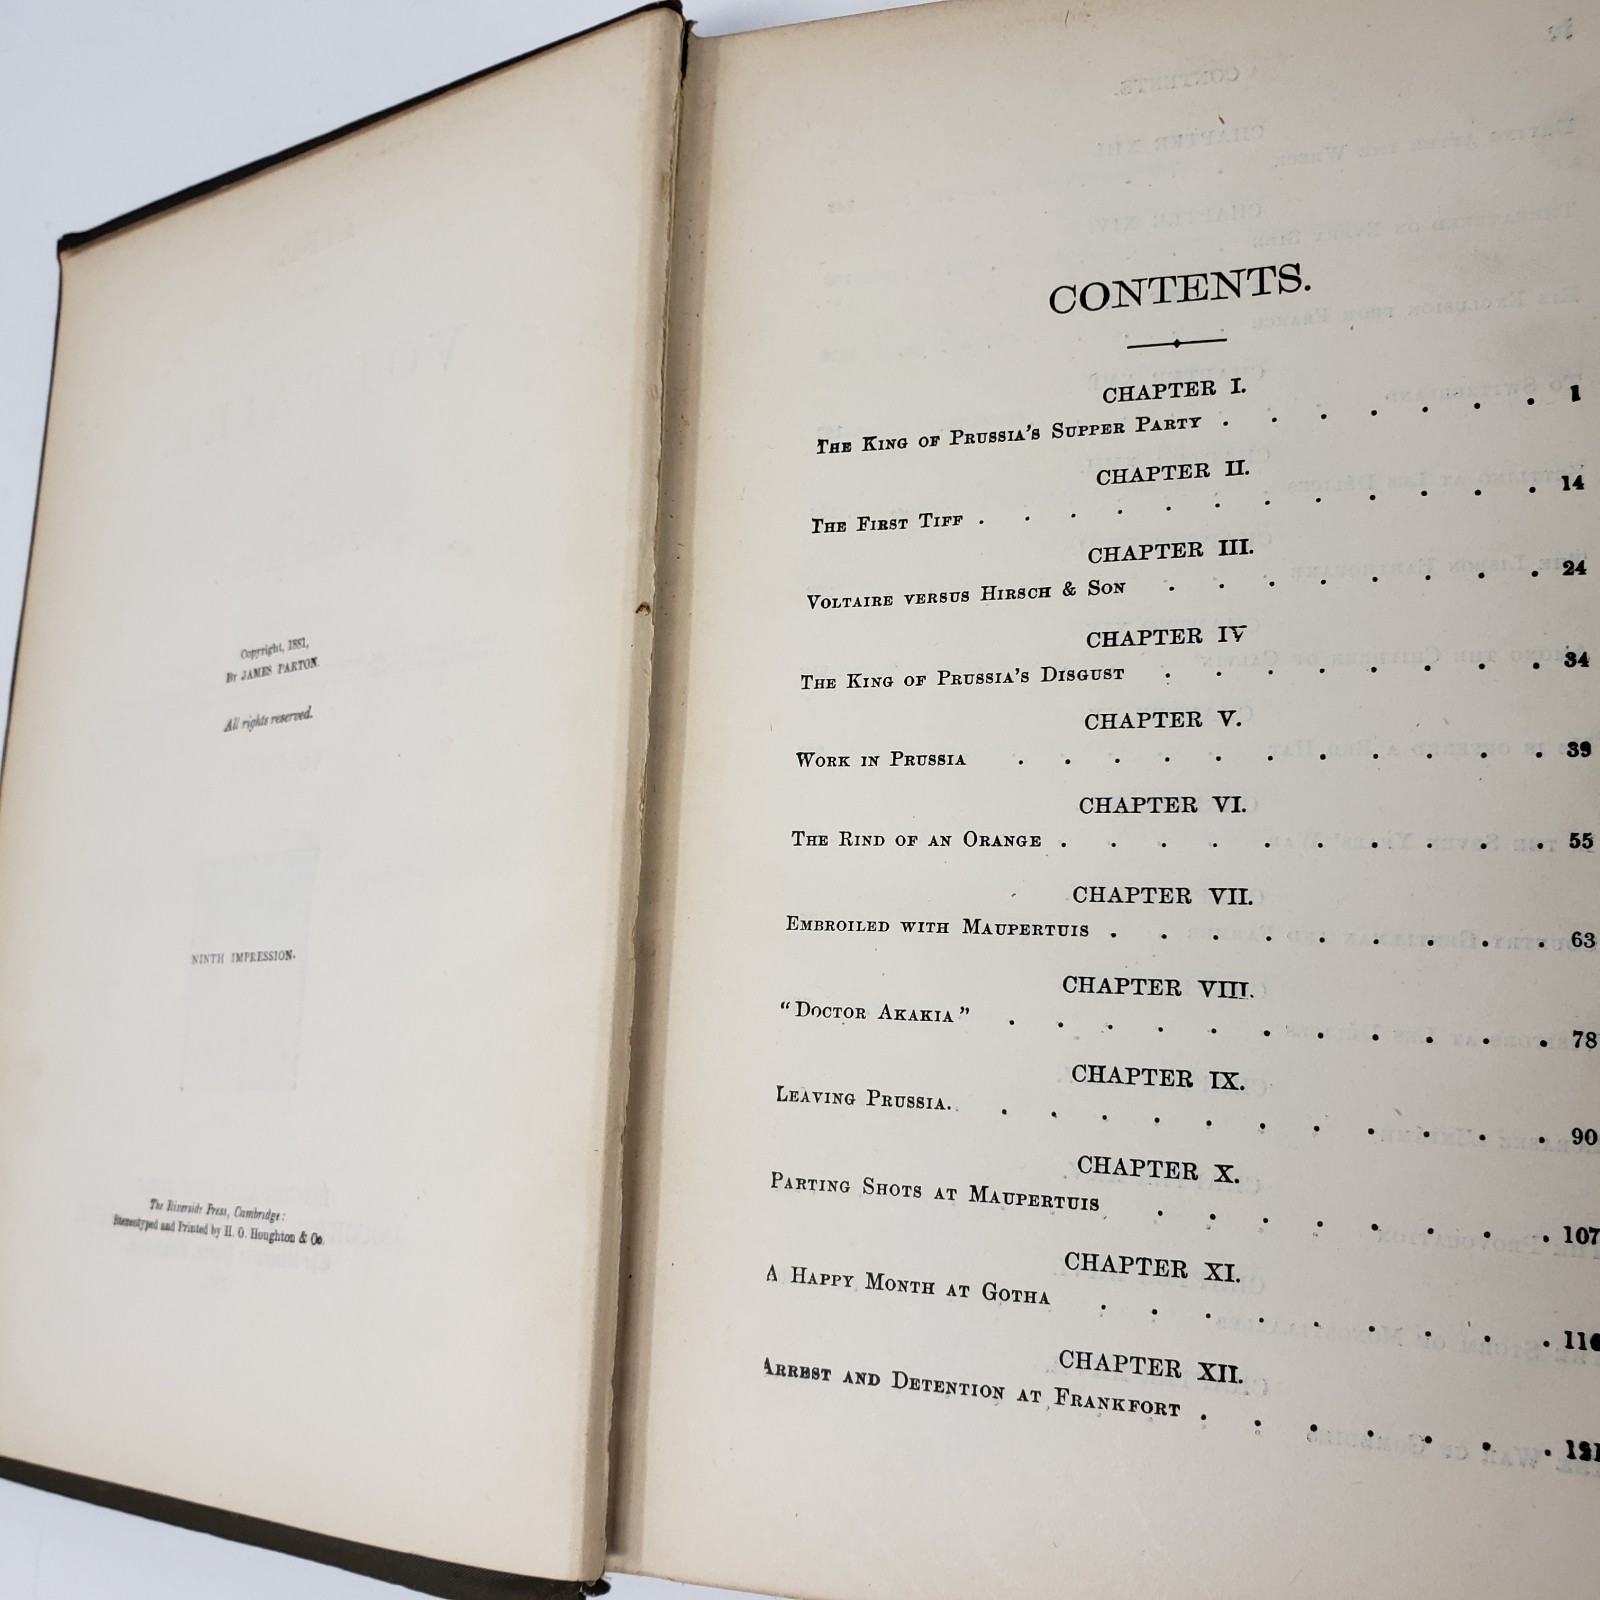 Copyright, 1881,
By JAMES PARTON.
All rights reserved.
NINTH IMPRESSION.
The Riverside Press, Cambridge:
Stereotyped and Printed by H. O. Houghton & Co.
CONTENTS.
CHAPTER I.
The King of Prussia's Supper Party . . . . . . . 1
CHAPTER II.
The First Tiff . . . . . . . . . . . . 14
CHAPTER III.
Voltaire versus Hirsch & Son . . . . . . . . 24
CHAPTER IV
The King of Prussia's Disgust . . . . . . . . 34
CHAPTER V.
Work in Prussia . . . . . . . . . . . 39
CHAPTER VI.
The Rind of an Orange . . . . . . . . . . 55
CHAPTER VII.
Embroiled with Maupertuis . . . . . . . . . 63
CHAPTER VIII.
"Doctor Akakia" . . . . . . . . . . . 78
CHAPTER IX.
Leaving Prussia. . . . . . . . . . . . 90
CHAPTER X.
Parting Shots at Maupertuis . . . . . . . . 107
CHAPTER XI.
A Happy Month at Gotha . . . . . . . . .
CHAPTER XII.
Arrest and Detention at Frankfort . . . . . . .